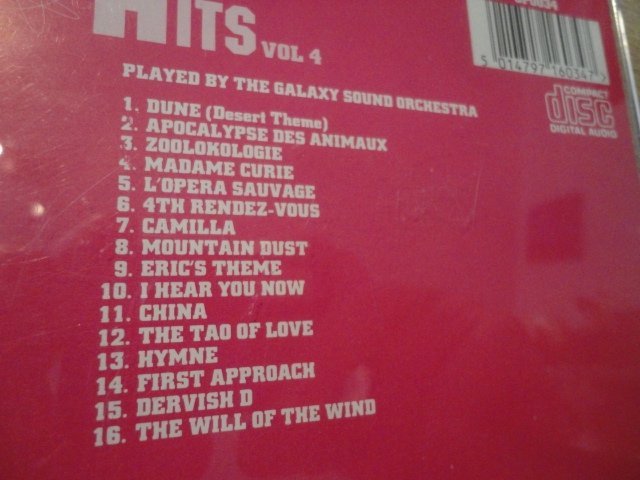 HITS VOL 4
5 014797 160347
COMPACT
disc
DIGITAL AUDIO
PLAYED BY THE GALAXY SOUND ORCHESTRA
1. DUNE (Desert Theme)
2. APOCALYPSE DES ANIMAUX
3. ZOOLOKOLOGIE
4. MADAME CURIE
5. L'OPERA SAUVAGE
6. 4TH RENDEZ-VOUS
7. CAMILLA
8. MOUNTAIN DUST
9. ERIC'S THEME
10. I HEAR YOU NOW
11. CHINA
12. THE TAO OF LOVE
13. HYMNE
14. FIRST APPROACH
15. DERVISH D
16. THE WILL OF THE WIND